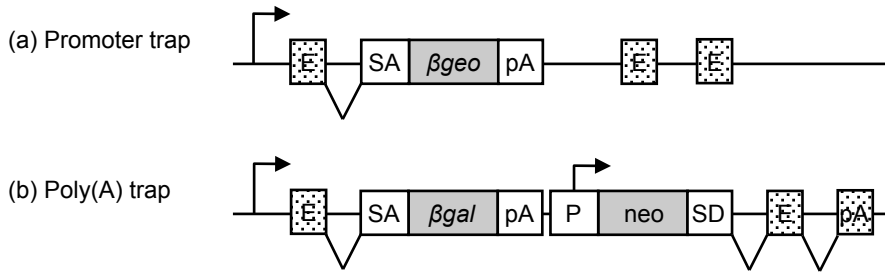 (a) Promoter trap
E SA βgeo pA E E
(b) Poly(A) trap
E SA βgal pA P neo SD E pA